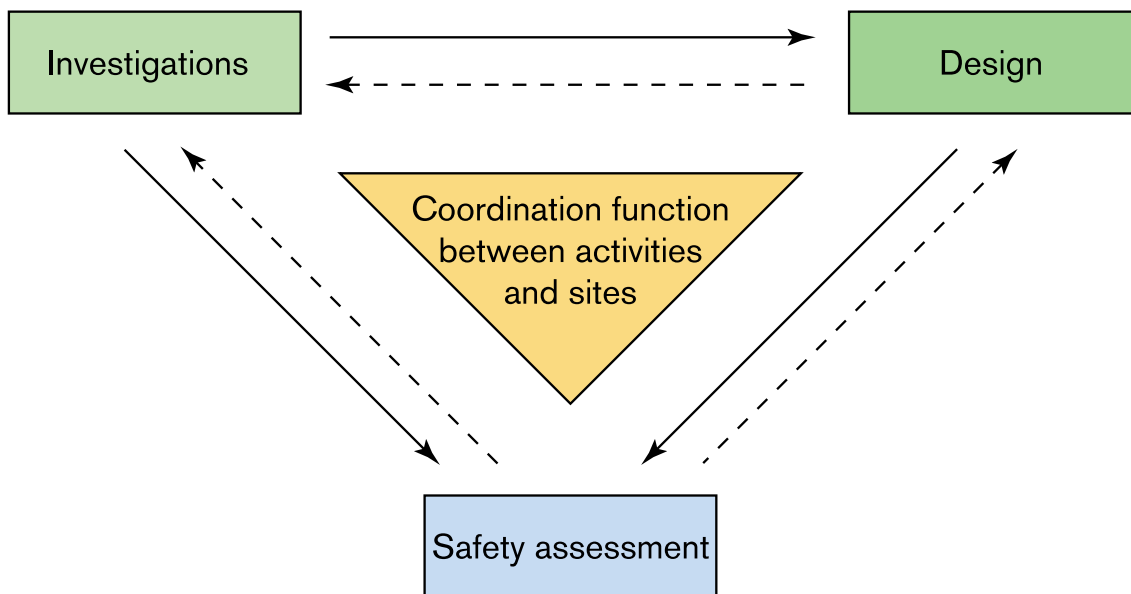 Investigations
Design
Coordination function
between activities
and sites
Safety assessment